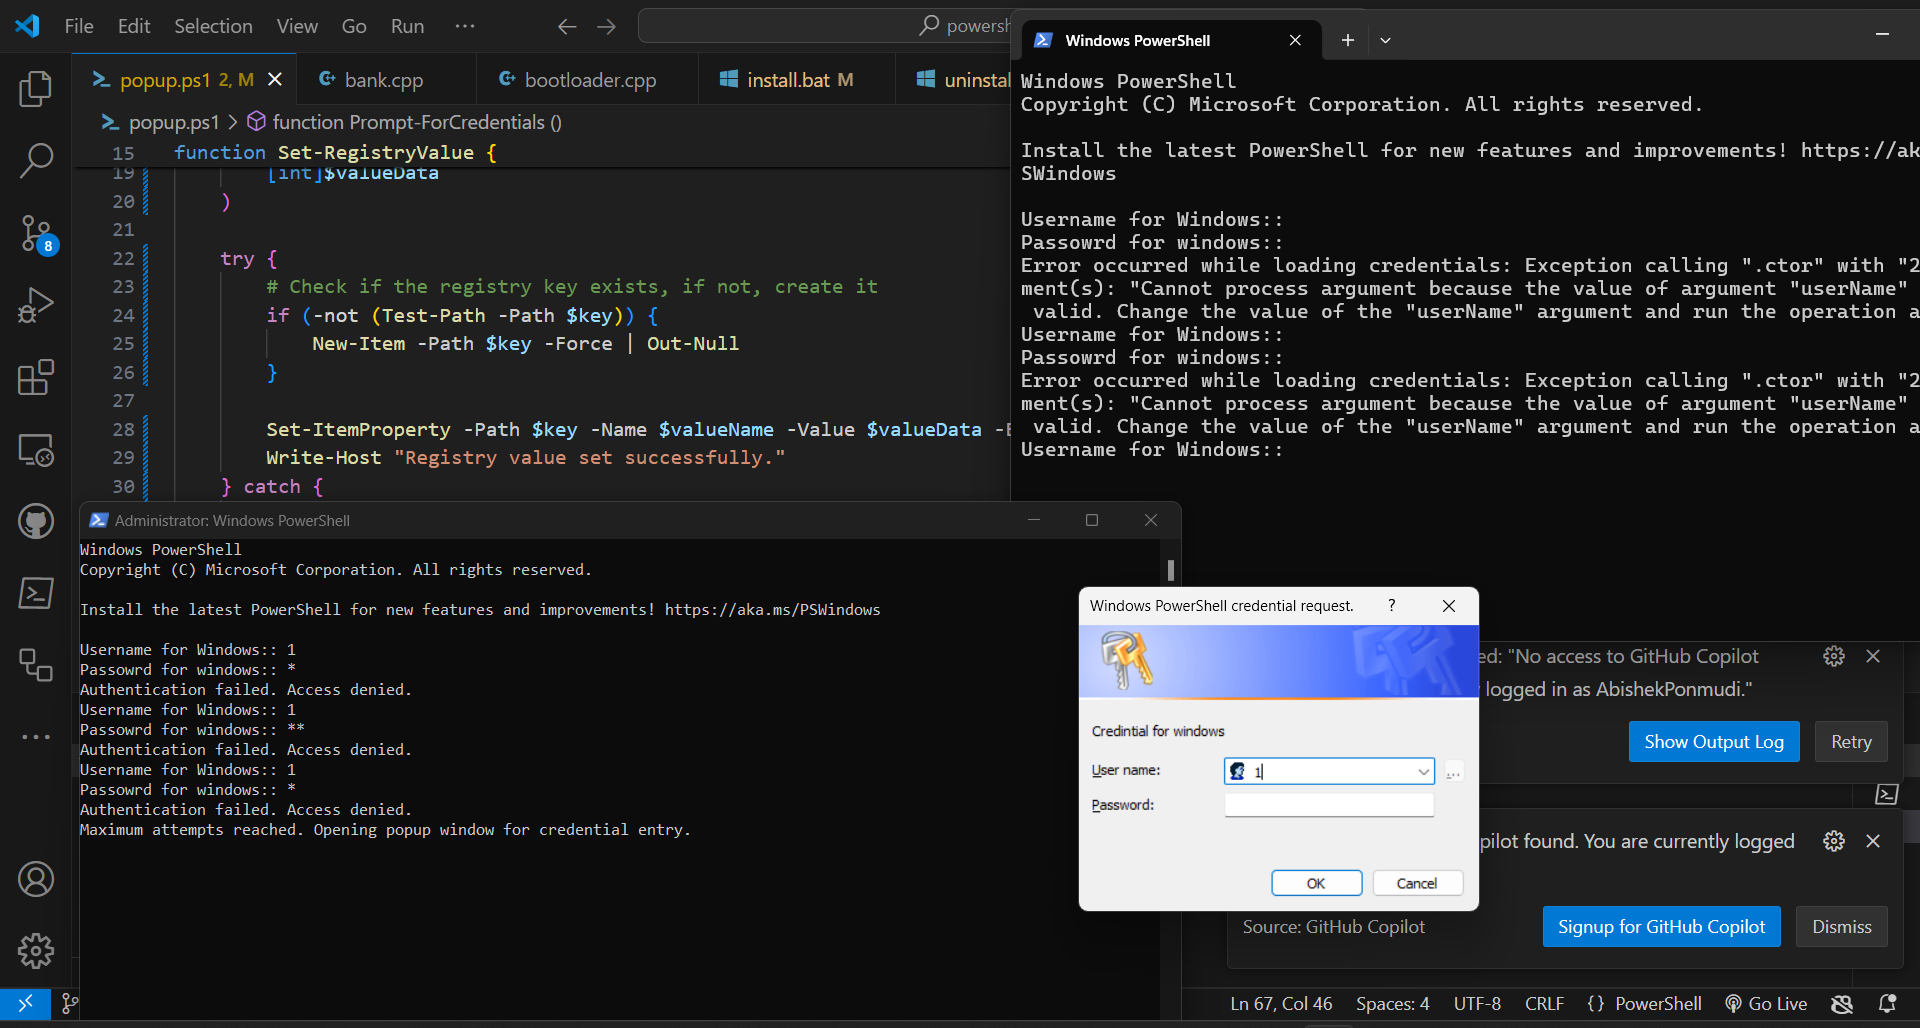 File Edit Selection View Go Run ···
powersh
popup.ps1 2, M
bank.cpp
bootloader.cpp
install.bat M
uninstal
popup.ps1 > function Prompt-ForCredentials ()
15 function Set-RegistryValue {
19 [int]$valueData
20 )
21
22 try {
23 # Check if the registry key exists, if not, create it
24 if (-not (Test-Path -Path $key)) {
25 New-Item -Path $key -Force | Out-Null
26 }
27
28 Set-ItemProperty -Path $key -Name $valueName -Value $valueData -E
29 Write-Host "Registry value set successfully."
30 } catch {
8
Windows PowerShell
Windows PowerShell
Copyright (C) Microsoft Corporation. All rights reserved.
Install the latest PowerShell for new features and improvements! https://ak
SWindows
Username for Windows::
Passowrd for windows::
Error occurred while loading credentials: Exception calling ".ctor" with "2
ment(s): "Cannot process argument because the value of argument "userName"
valid. Change the value of the "userName" argument and run the operation a
Username for Windows::
Passowrd for windows::
Error occurred while loading credentials: Exception calling ".ctor" with "2
ment(s): "Cannot process argument because the value of argument "userName"
valid. Change the value of the "userName" argument and run the operation a
Username for Windows::
Administrator: Windows PowerShell
Windows PowerShell
Copyright (C) Microsoft Corporation. All rights reserved.
Install the latest PowerShell for new features and improvements! https://aka.ms/PSWindows
Username for Windows:: 1
Passowrd for windows:: *
Authentication failed. Access denied.
Username for Windows:: 1
Passowrd for windows:: **
Authentication failed. Access denied.
Username for Windows:: 1
Passowrd for windows:: *
Authentication failed. Access denied.
Maximum attempts reached. Opening popup window for credential entry.
Windows PowerShell credential request. ?
Credintial for windows
User name: 1
...
Password:
OK
Cancel
ed: "No access to GitHub Copilot
logged in as AbishekPonmudi."
Show Output Log
Retry
pilot found. You are currently logged
Source: GitHub Copilot
Signup for GitHub Copilot
Dismiss
Ln 67, Col 46 Spaces: 4 UTF-8 CRLF {} PowerShell Go Live